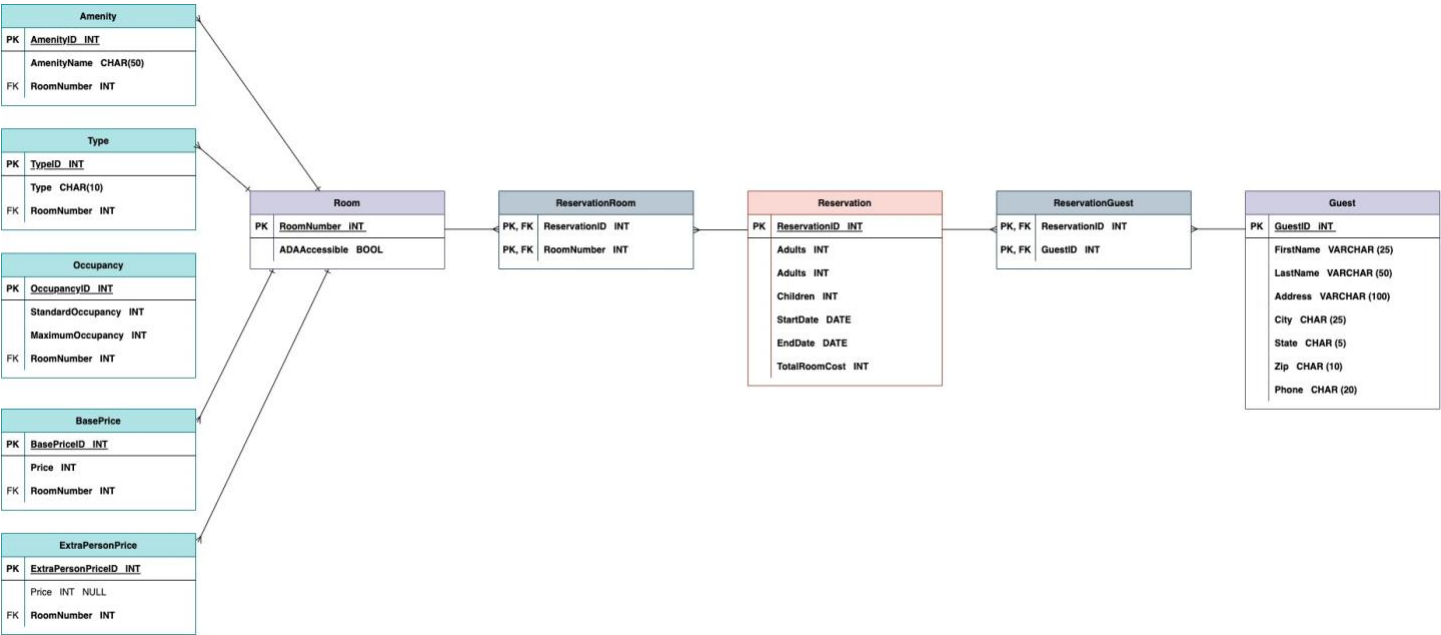 Amenity
PK AmenityID INT
AmenityName CHAR(50)
FK RoomNumber INT
Type
PK TypeID INT
Type CHAR(10)
FK RoomNumber INT
Occupancy
PK OccupancyID INT
StandardOccupancy INT
MaximumOccupancy INT
FK RoomNumber INT
BasePrice
PK BasePriceID INT
Price INT
FK RoomNumber INT
ExtraPersonPrice
PK ExtraPersonPriceID INT
Price INT NULL
FK RoomNumber INT
Room
PK RoomNumber INT
ADAAccessible BOOL
ReservationRoom
PK, FK ReservationID INT
PK, FK RoomNumber INT
Reservation
PK ReservationID INT
Adults INT
Adults INT
Children INT
StartDate DATE
EndDate DATE
TotalRoomCost INT
ReservationGuest
PK, FK ReservationID INT
PK, FK GuestID INT
Guest
PK GuestID INT
FirstName VARCHAR (25)
LastName VARCHAR (50)
Address VARCHAR (100)
City CHAR (25)
State CHAR (5)
Zip CHAR (10)
Phone CHAR (20)